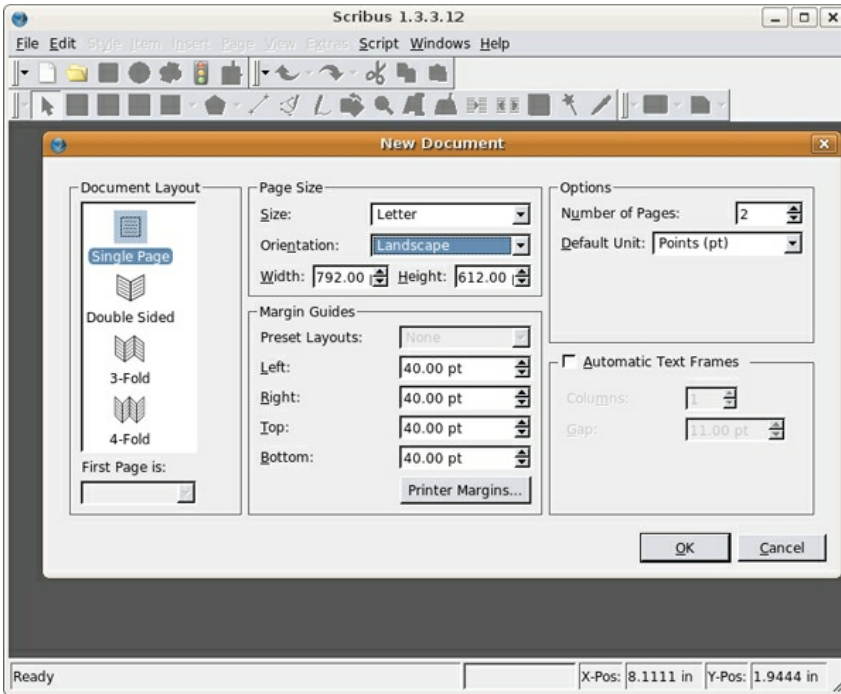 Scribus 1.3.3.12
File Edit Style Item Insert Page View Extras Script Windows Help
New Document
Document Layout
Single Page
Double Sided
3-Fold
4-Fold
First Page is:
Page Size
Size: Letter
Orientation: Landscape
Width: 792.00 Height: 612.00
Margin Guides
Preset Layouts: None
Left: 40.00 pt
Right: 40.00 pt
Top: 40.00 pt
Bottom: 40.00 pt
Printer Margins...
Options
Number of Pages: 2
Default Unit: Points (pt)
Automatic Text Frames
Columns: 1
Gap: 11.00 pt
OK Cancel
Ready X-Pos: 8.1111 in Y-Pos: 1.9444 in